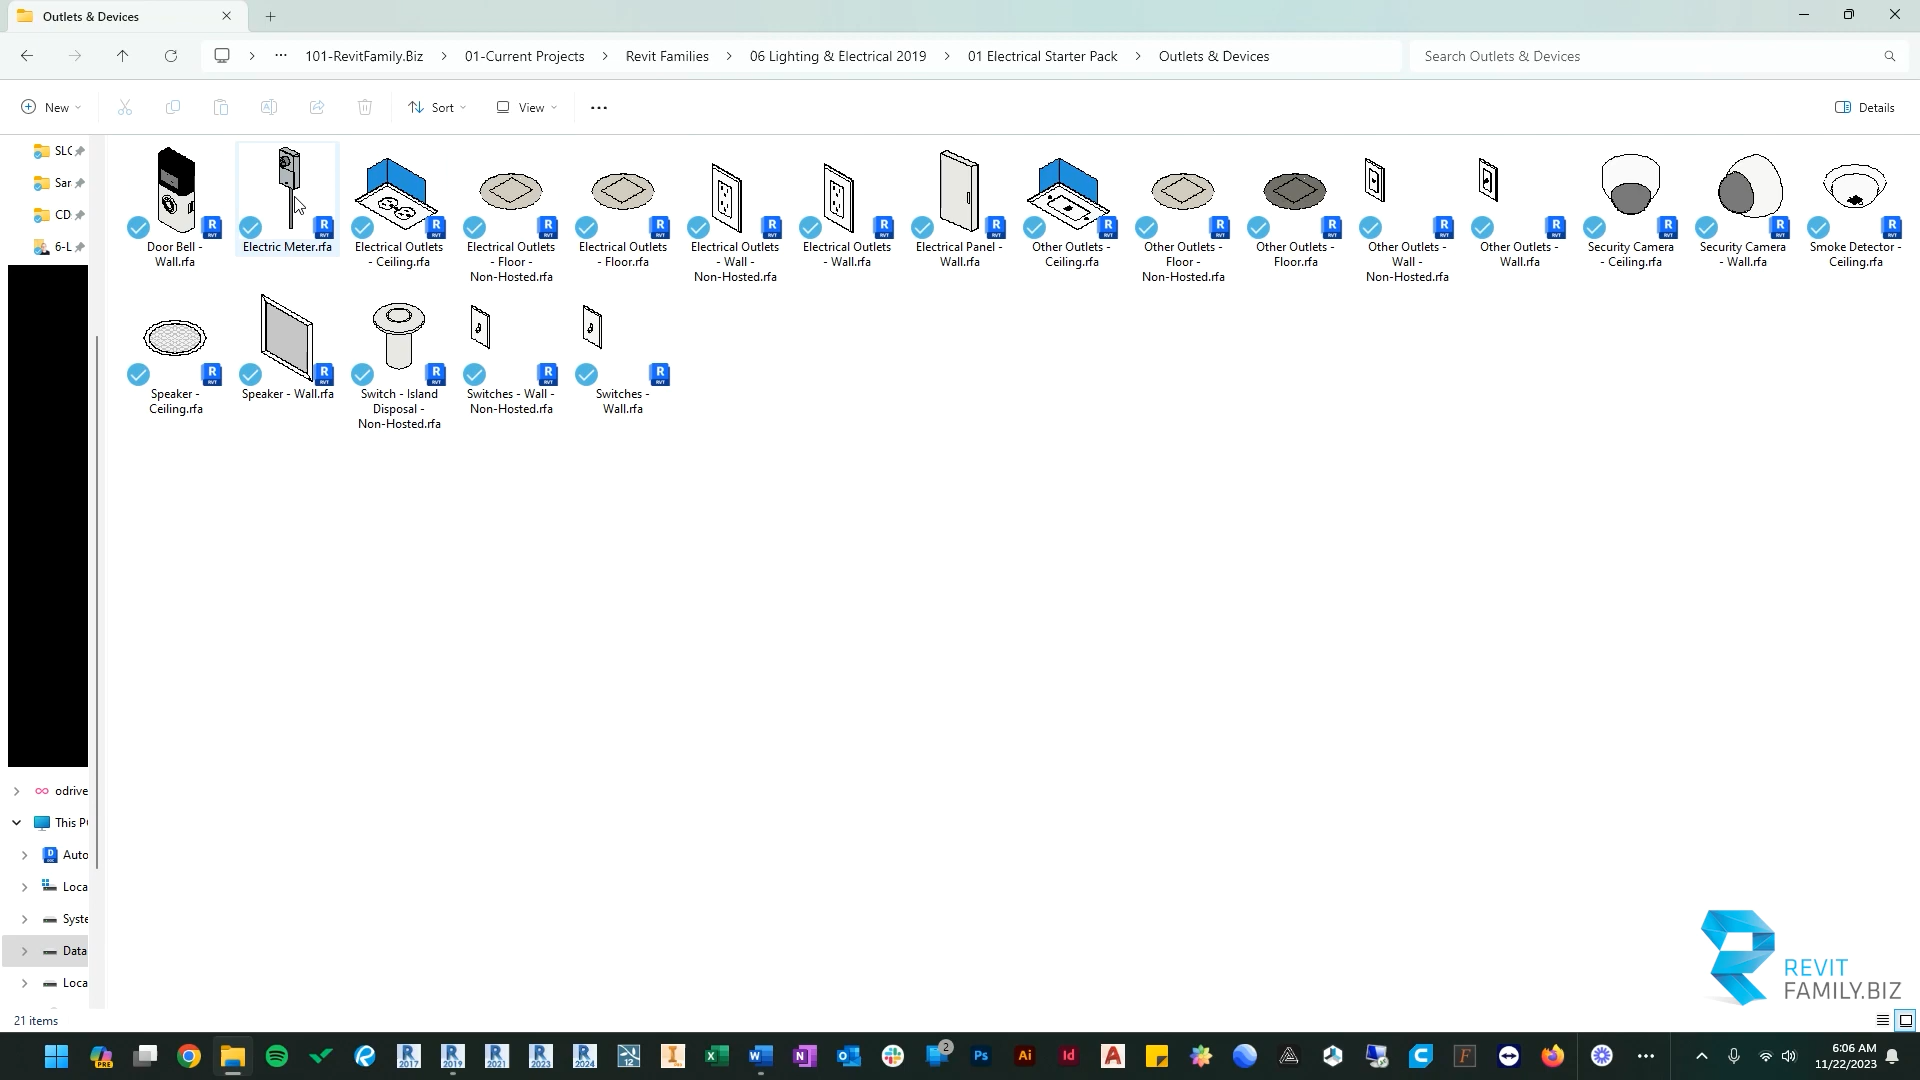 Outlets & Devices
101-RevitFamily.Biz > 01-Current Projects > Revit Families > 06 Lighting & Electrical 2019 > 01 Electrical Starter Pack > Outlets & Devices
Search Outlets & Devices
New
Sort
View
Details
SLC
Sar
CD
6-L
odrive
This P
Auto
Loca
Syste
Data
Loca
Door Bell -
Wall.rfa
Electric Meter.rfa
Electrical Outlets
- Ceiling.rfa
Electrical Outlets
- Floor -
Non-Hosted.rfa
Electrical Outlets
- Floor.rfa
Electrical Outlets
- Wall -
Non-Hosted.rfa
Electrical Outlets
- Wall.rfa
Electrical Panel -
Wall.rfa
Other Outlets -
Ceiling.rfa
Other Outlets -
Floor -
Non-Hosted.rfa
Other Outlets -
Floor.rfa
Other Outlets -
Wall -
Non-Hosted.rfa
Other Outlets -
Wall.rfa
Security Camera
- Ceiling.rfa
Security Camera
- Wall.rfa
Smoke Detector -
Ceiling.rfa
Speaker -
Ceiling.rfa
Speaker - Wall.rfa
Switch - Island
Disposal -
Non-Hosted.rfa
Switches - Wall -
Non-Hosted.rfa
Switches -
Wall.rfa
REVIT
FAMILY.BIZ
21 items
6:06 AM
11/22/2023